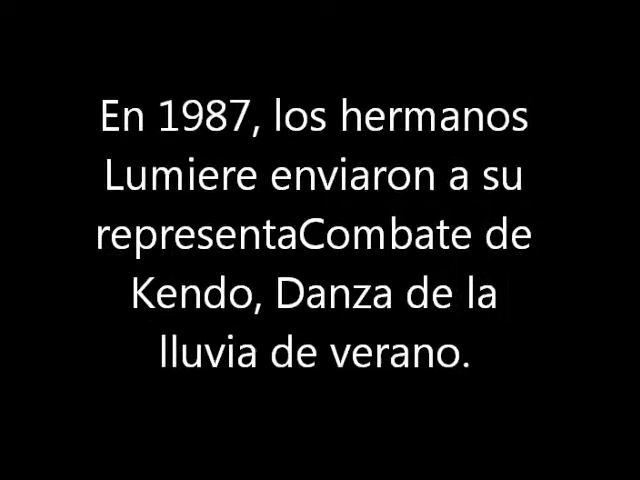 En 1987, los hermanos
Lumiere enviaron a su
representaCombate de
Kendo, Danza de la
lluvia de verano.